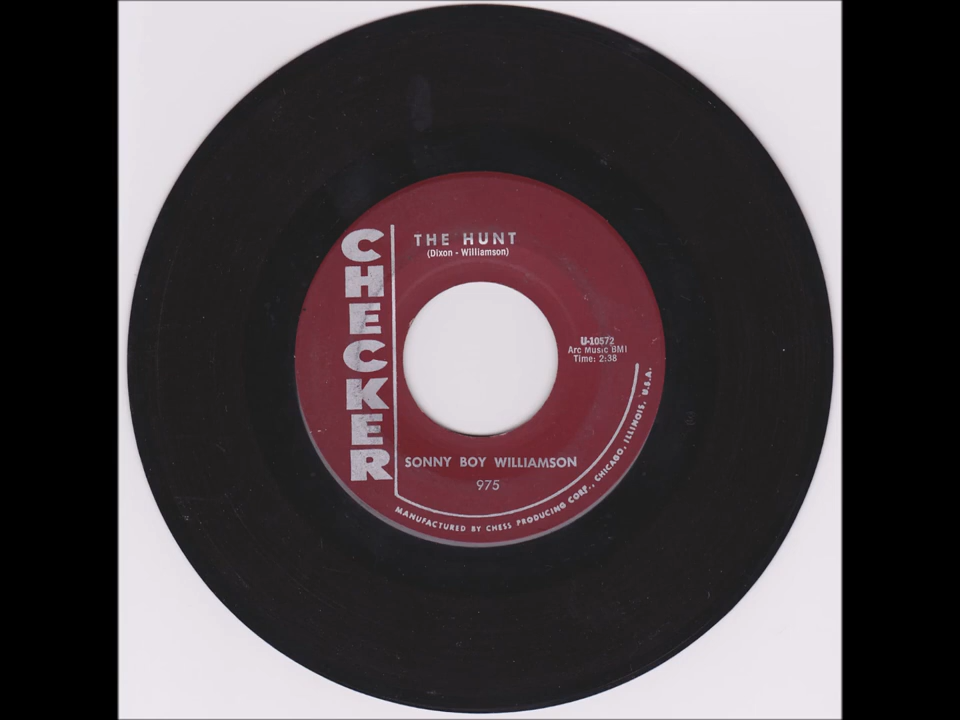 CHECKER
THE HUNT
(Dixon - Williamson)
U-10572
Arc Music BMI
Time: 2:38
SONNY BOY WILLIAMSON
975
MANUFACTURED BY CHESS PRODUCING CORP., CHICAGO, ILLINOIS, U.S.A.